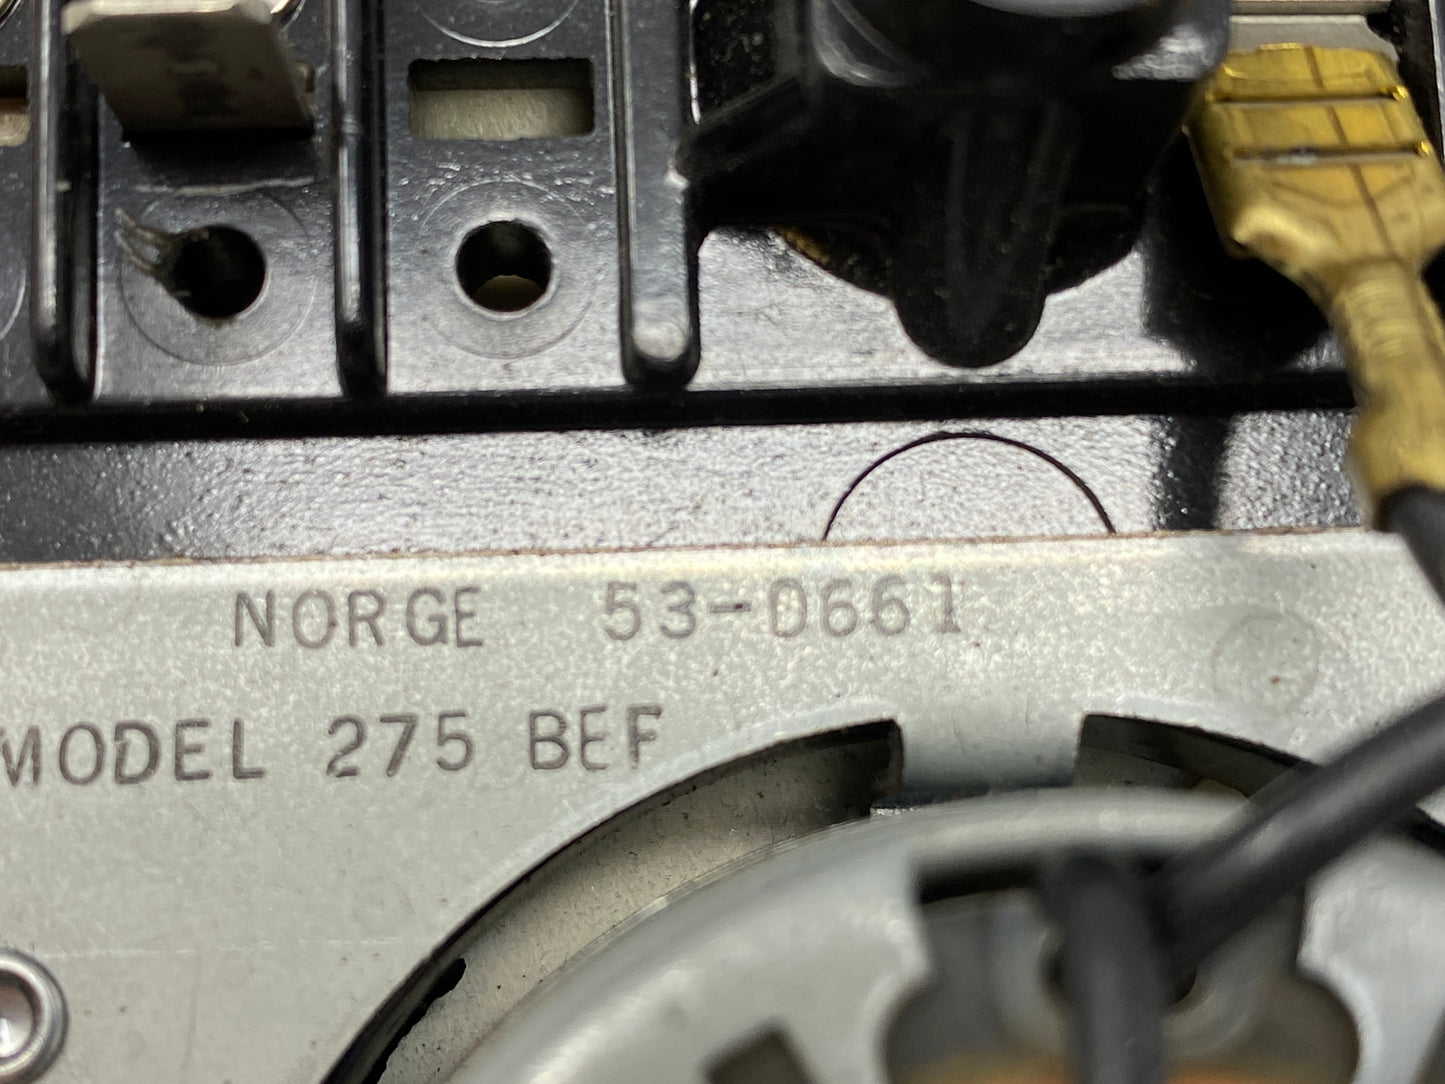 NORGE 53-0661
MODEL 275 BEF